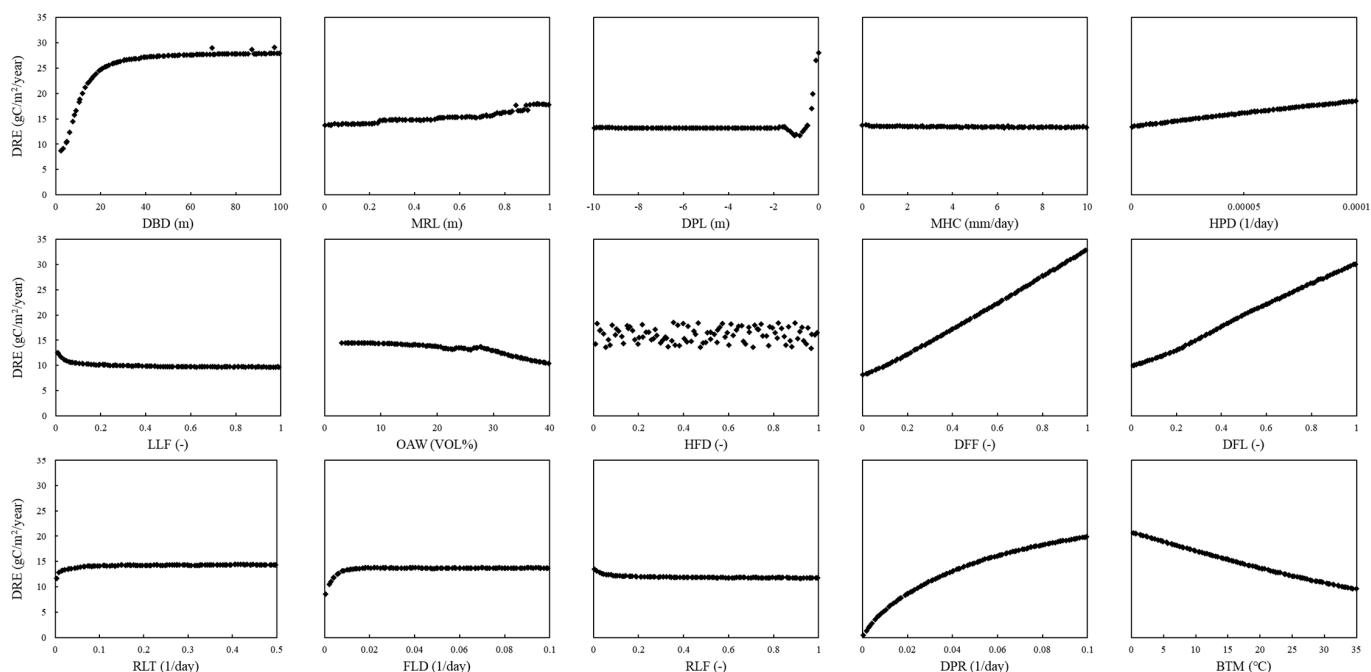 35
30
25
20
15
10
5
0
DRE (gC/m²/year)
0 20 40 60 80 100
DBD (m)
0 0.2 0.4 0.6 0.8 1
MRL (m)
-10 -8 -6 -4 -2 0
DPL (m)
0 2 4 6 8 10
MHC (mm/day)
0 0.00005 0.0001
HPD (1/day)
35
30
25
20
15
10
5
0
DRE (gC/m²/year)
0 0.2 0.4 0.6 0.8 1
LLF (-)
0 10 20 30 40
OAW (VOL%)
0 0.2 0.4 0.6 0.8 1
HFD (-)
0 0.2 0.4 0.6 0.8 1
DFF (-)
0 0.2 0.4 0.6 0.8 1
DFL (-)
35
30
25
20
15
10
5
0
DRE (gC/m²/year)
0 0.1 0.2 0.3 0.4 0.5
RLT (1/day)
0 0.02 0.04 0.06 0.08 0.1
FLD (1/day)
0 0.2 0.4 0.6 0.8 1
RLF (-)
0 0.02 0.04 0.06 0.08 0.1
DPR (1/day)
0 5 10 15 20 25 30 35
BTM (℃)